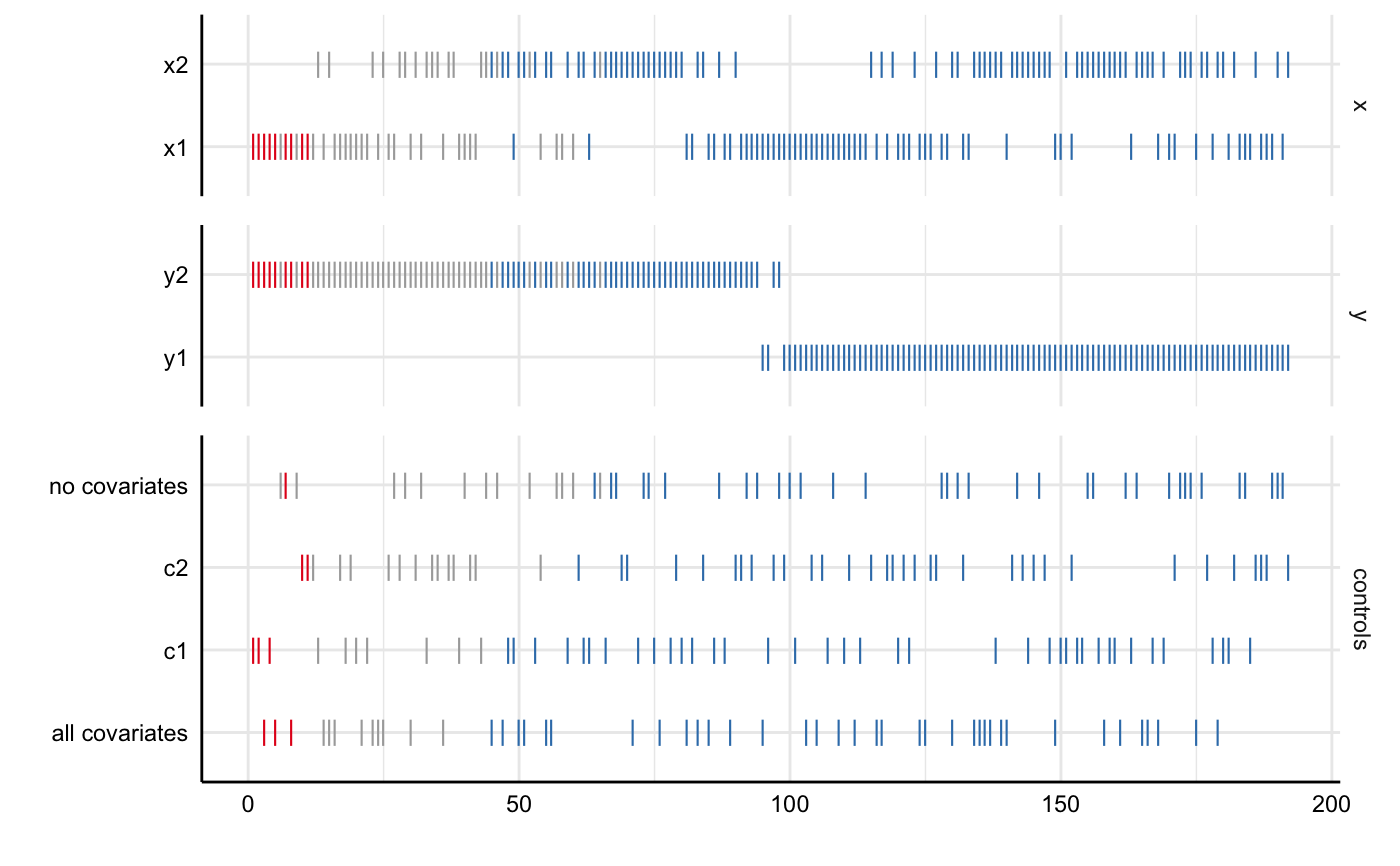 x2
x1
x
y2
y1
y
no covariates
c2
c1
all covariates
controls
0 50 100 150 200